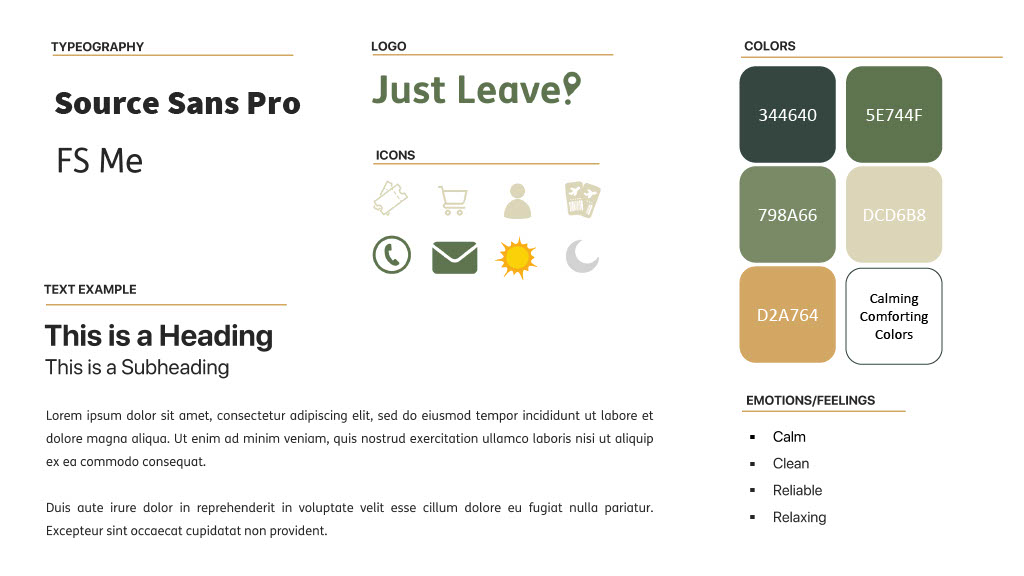 TYPEOGRAPHY
Source Sans Pro
FS Me
LOGO
Just Leave?
ICONS
COLORS
344640
5E744F
798A66
DCD6B8
D2A764
Calming
Comforting
Colors
TEXT EXAMPLE
This is a Heading
This is a Subheading
Lorem ipsum dolor sit amet, consectetur adipiscing elit, sed do eiusmod tempor incididunt ut labore et
dolore magna aliqua. Ut enim ad minim veniam, quis nostrud exercitation ullamco laboris nisi ut aliquip
ex ea commodo consequat.
Duis aute irure dolor in reprehenderit in voluptate velit esse cillum dolore eu fugiat nulla pariatur.
Excepteur sint occaecat cupidatat non provident.
EMOTIONS/FEELINGS
▪ Calm
▪ Clean
▪ Reliable
▪ Relaxing